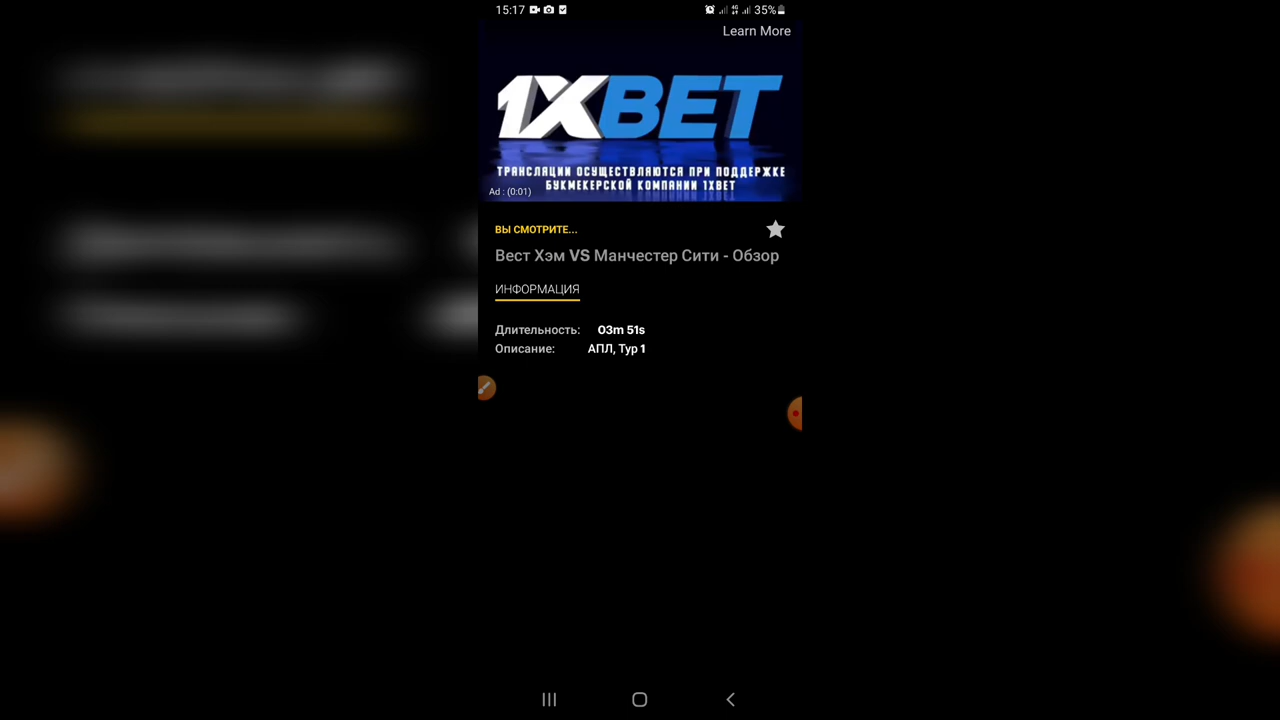 15:17
4G
35%
Learn More
1XBET
ТРАНСЛЯЦИИ ОСУЩЕСТВЛЯЮТСЯ ПРИ ПОДДЕРЖКЕ
БУКМЕКЕРСКОЙ КОМПАНИИ 1XBET
Ad : (0:01)
ВЫ СМОТРИТЕ...
Вест Хэм VS Манчестер Сити - Обзор
ИНФОРМАЦИЯ
Длительность: 03m 51s
Описание: АПЛ, Тур 1